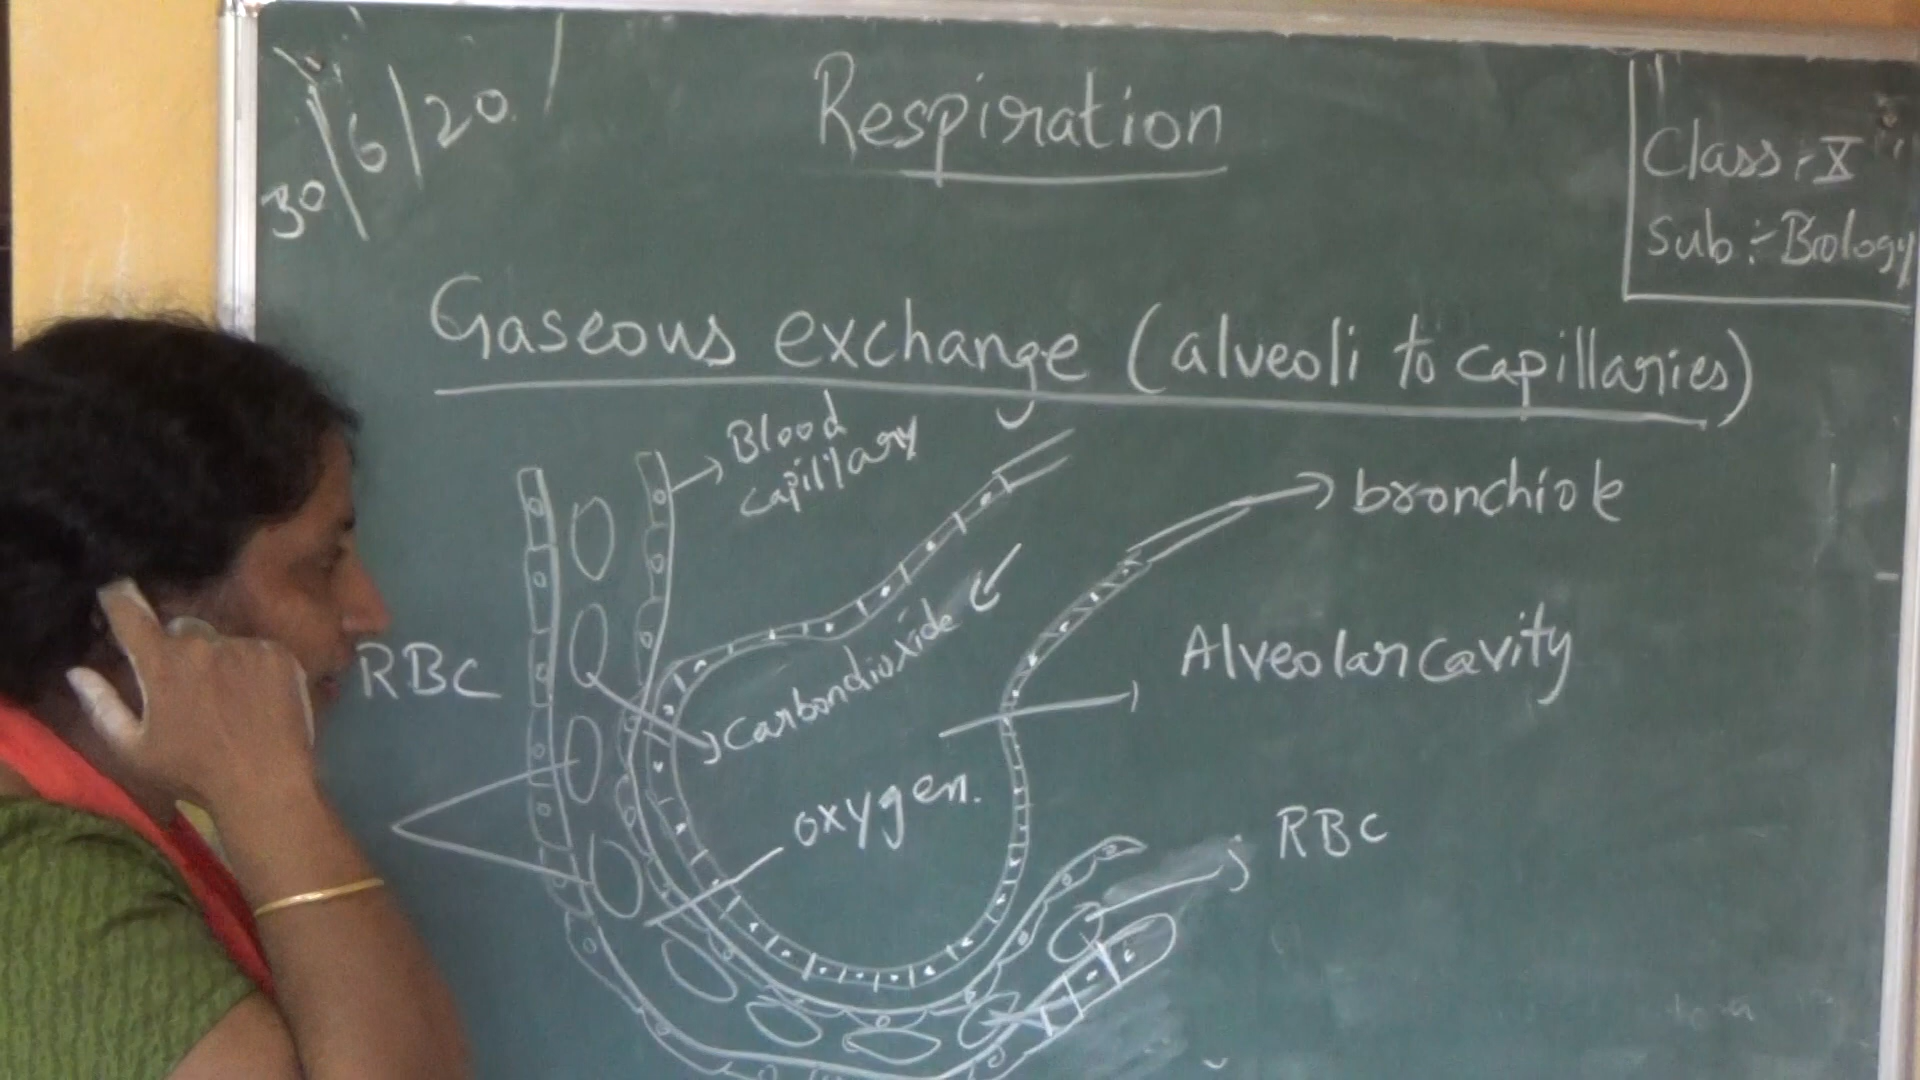 30/6/20
Respiration
Class :- X
Sub :- Biology
Gaseous exchange (alveoli to capillaries)
Blood
capillary
bronchiole
RBC
Alveolar cavity
carbondioxide
oxygen.
RBC